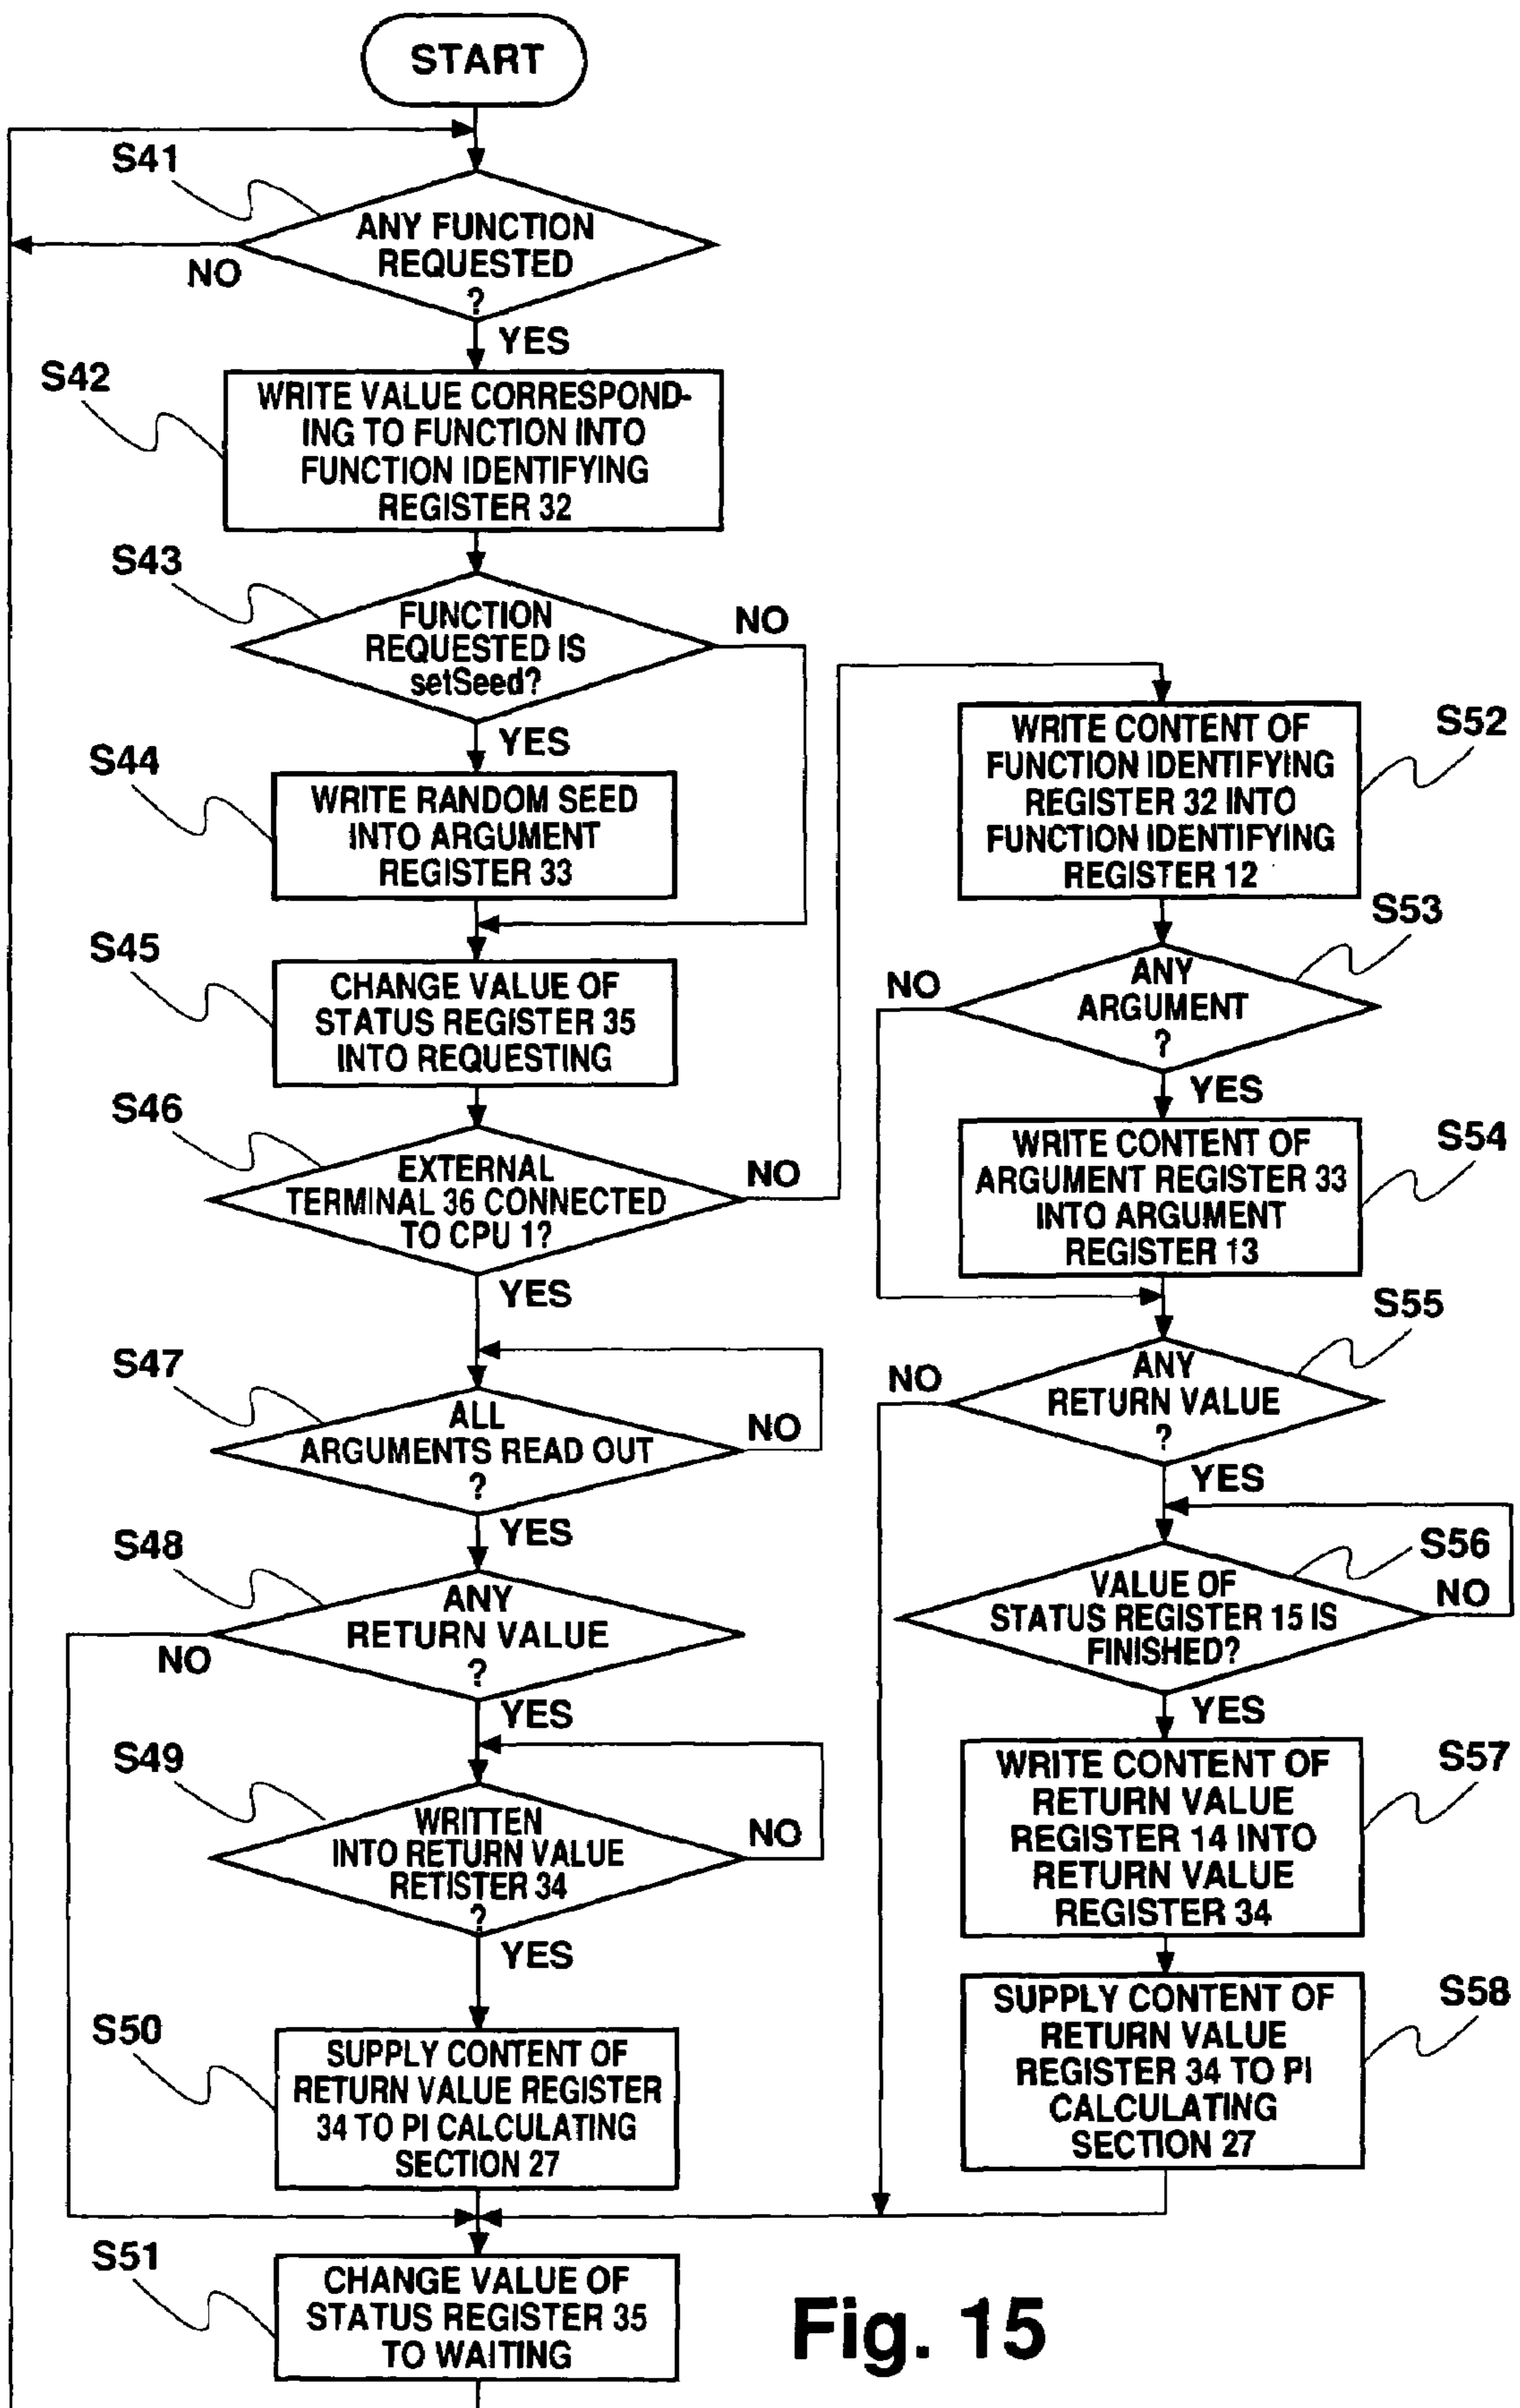 START
S41
ANY FUNCTION
REQUESTED
?
NO
YES
S42
WRITE VALUE CORRESPOND-
ING TO FUNCTION INTO
FUNCTION IDENTIFYING
REGISTER 32
S43
FUNCTION
REQUESTED IS
setSeed?
NO
YES
S44
WRITE RANDOM SEED
INTO ARGUMENT
REGISTER 33
S45
CHANGE VALUE OF
STATUS REGISTER 35
INTO REQUESTING
S46
EXTERNAL
TERMINAL 36 CONNECTED
TO CPU 1?
NO
YES
S47
ALL
ARGUMENTS READ OUT
?
NO
YES
S48
ANY
RETURN VALUE
?
NO
YES
S49
WRITTEN
INTO RETURN VALUE
RETISTER 34
?
NO
YES
S50
SUPPLY CONTENT OF
RETURN VALUE REGISTER
34 TO PI CALCULATING
SECTION 27
S51
CHANGE VALUE OF
STATUS REGISTER 35
TO WAITING
S52
WRITE CONTENT OF
FUNCTION IDENTIFYING
REGISTER 32 INTO
FUNCTION IDENTIFYING
REGISTER 12
S53
ANY
ARGUMENT
?
NO
YES
S54
WRITE CONTENT OF
ARGUMENT REGISTER 33
INTO ARGUMENT
REGISTER 13
S55
ANY
RETURN VALUE
?
NO
YES
S56
VALUE OF
STATUS REGISTER 15 IS
FINISHED?
NO
YES
S57
WRITE CONTENT OF
RETURN VALUE
REGISTER 14 INTO
RETURN VALUE
REGISTER 34
S58
SUPPLY CONTENT OF
RETURN VALUE
REGISTER 34 TO PI
CALCULATING
SECTION 27
Fig. 15